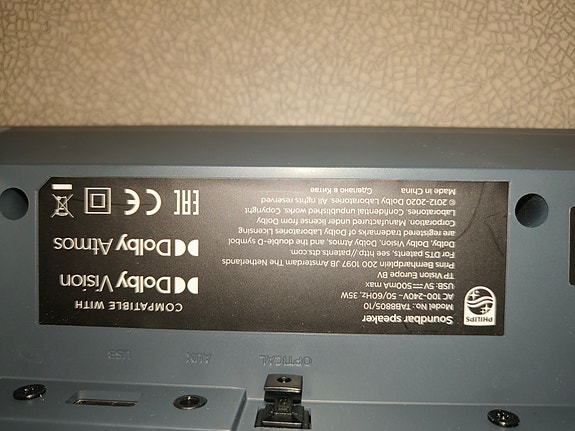 PHILIPS
Soundbar speaker
Model No.: TAB8805/10
AC 100-240V~ 50/60Hz, 35W
USB: 5V ⎓ 500mA max
TP Vision Europe BV
Prins Bernhardplein 200 1097 JB Amsterdam The Netherlands
For DTS patents, see http://patents.dts.com.
Dolby, Dolby Vision, Dolby Atmos, and the double-D symbol
are registered trademarks of Dolby Laboratories Licensing
Corporation. Manufactured under license from Dolby
Laboratories. Confidential unpublished works. Copyright
© 2012-2020 Dolby Laboratories. All rights reserved
Made in China
Сделано в Китае
COMPATIBLE WITH
Dolby Vision
Dolby Atmos
EAC CE
OPTICAL
AUX
USB